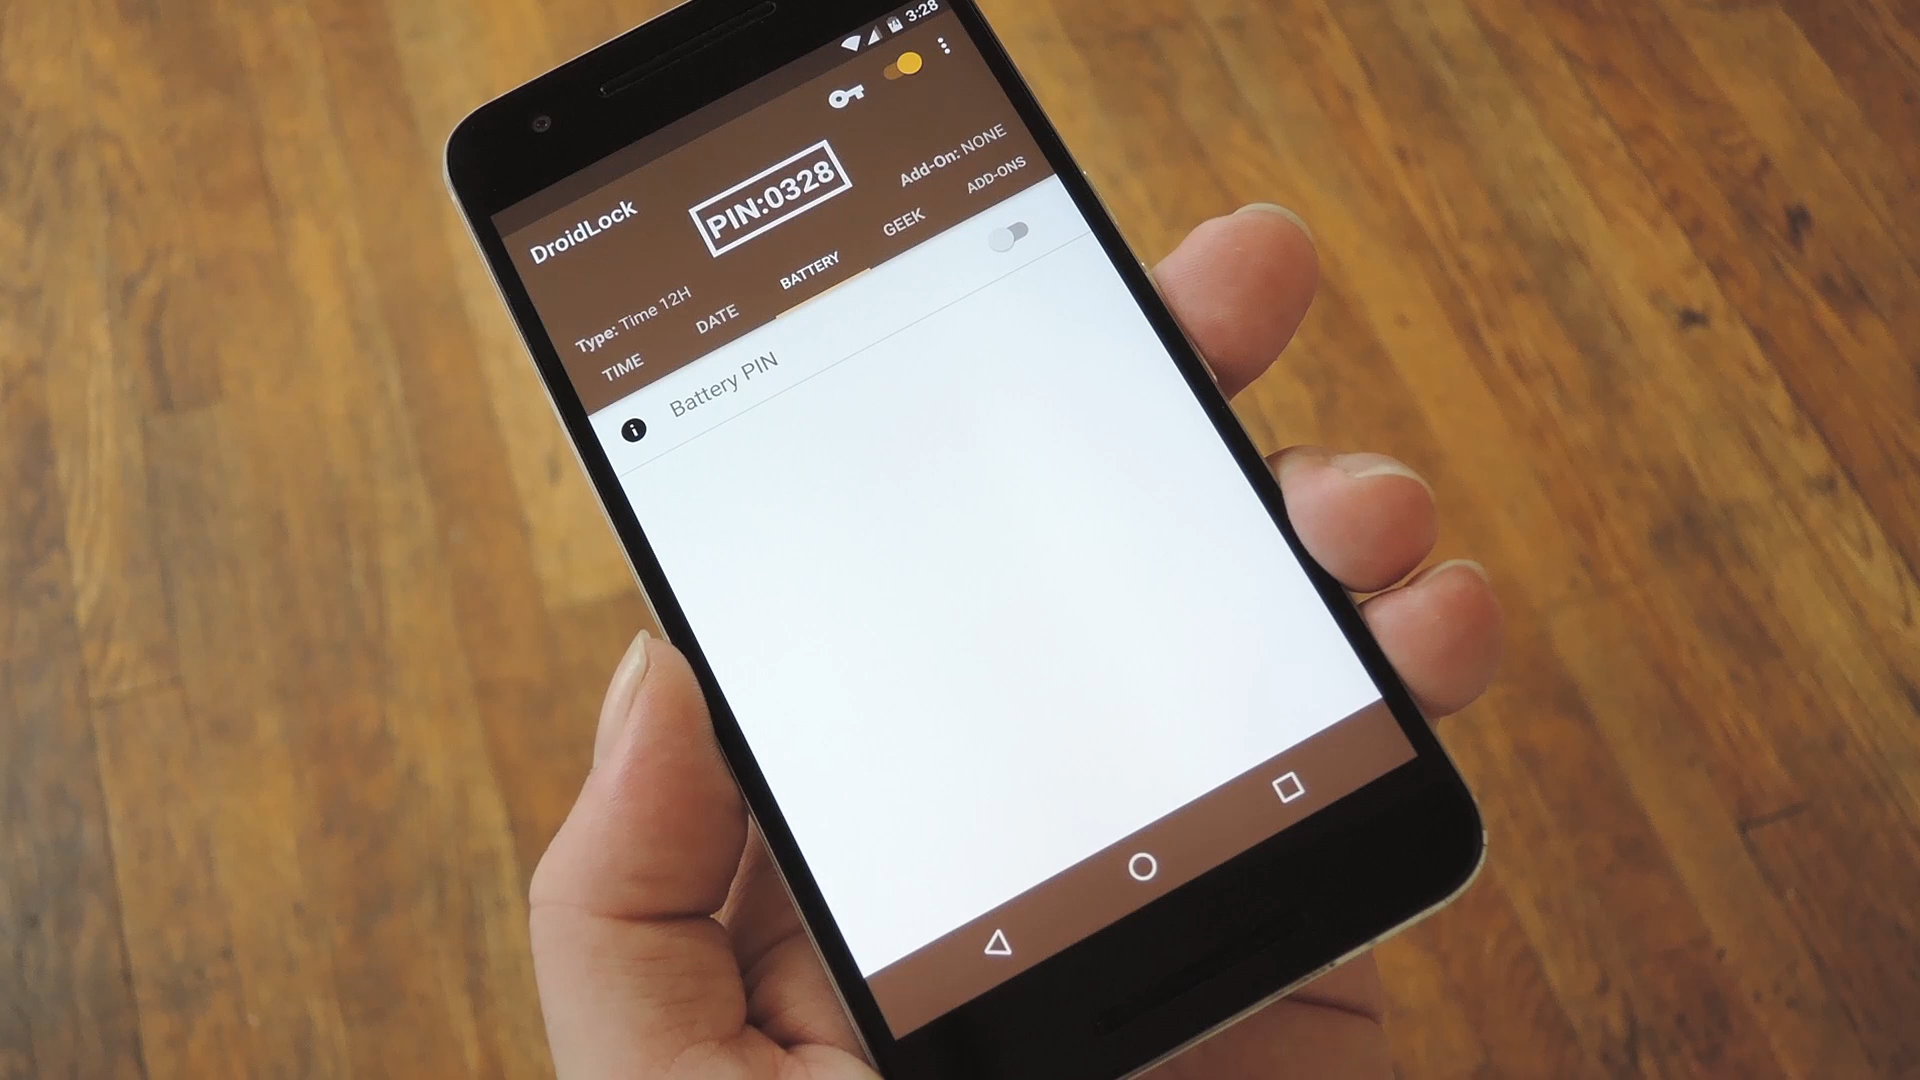 3:28
DroidLock
PIN:0328
Type: Time 12H
Add-On: NONE
TIME
DATE
BATTERY
GEEK
ADD-ONS
Battery PIN